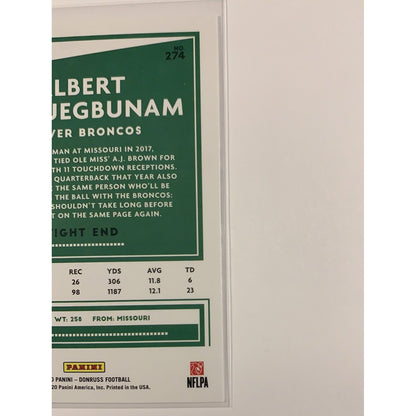 NO.
274
LBERT
UEGBUNAM
VER BRONCOS
MAN AT MISSOURI IN 2017,
TIED OLE MISS' A.J. BROWN FOR
TH 11 TOUCHDOWN RECEPTIONS.
QUARTERBACK THAT YEAR ALSO
THE SAME PERSON WHO'LL BE
THE BALL WITH THE BRONCOS:
SHOULDN'T TAKE LONG BEFORE
T ON THE SAME PAGE AGAIN.
TIGHT END
REC YDS AVG TD
26 306 11.8 6
98 1187 12.1 23
WT: 258 FROM: MISSOURI
PANINI
0 PANINI – DONRUSS FOOTBALL
20 Panini America, Inc. Printed in the USA.
NFLPA